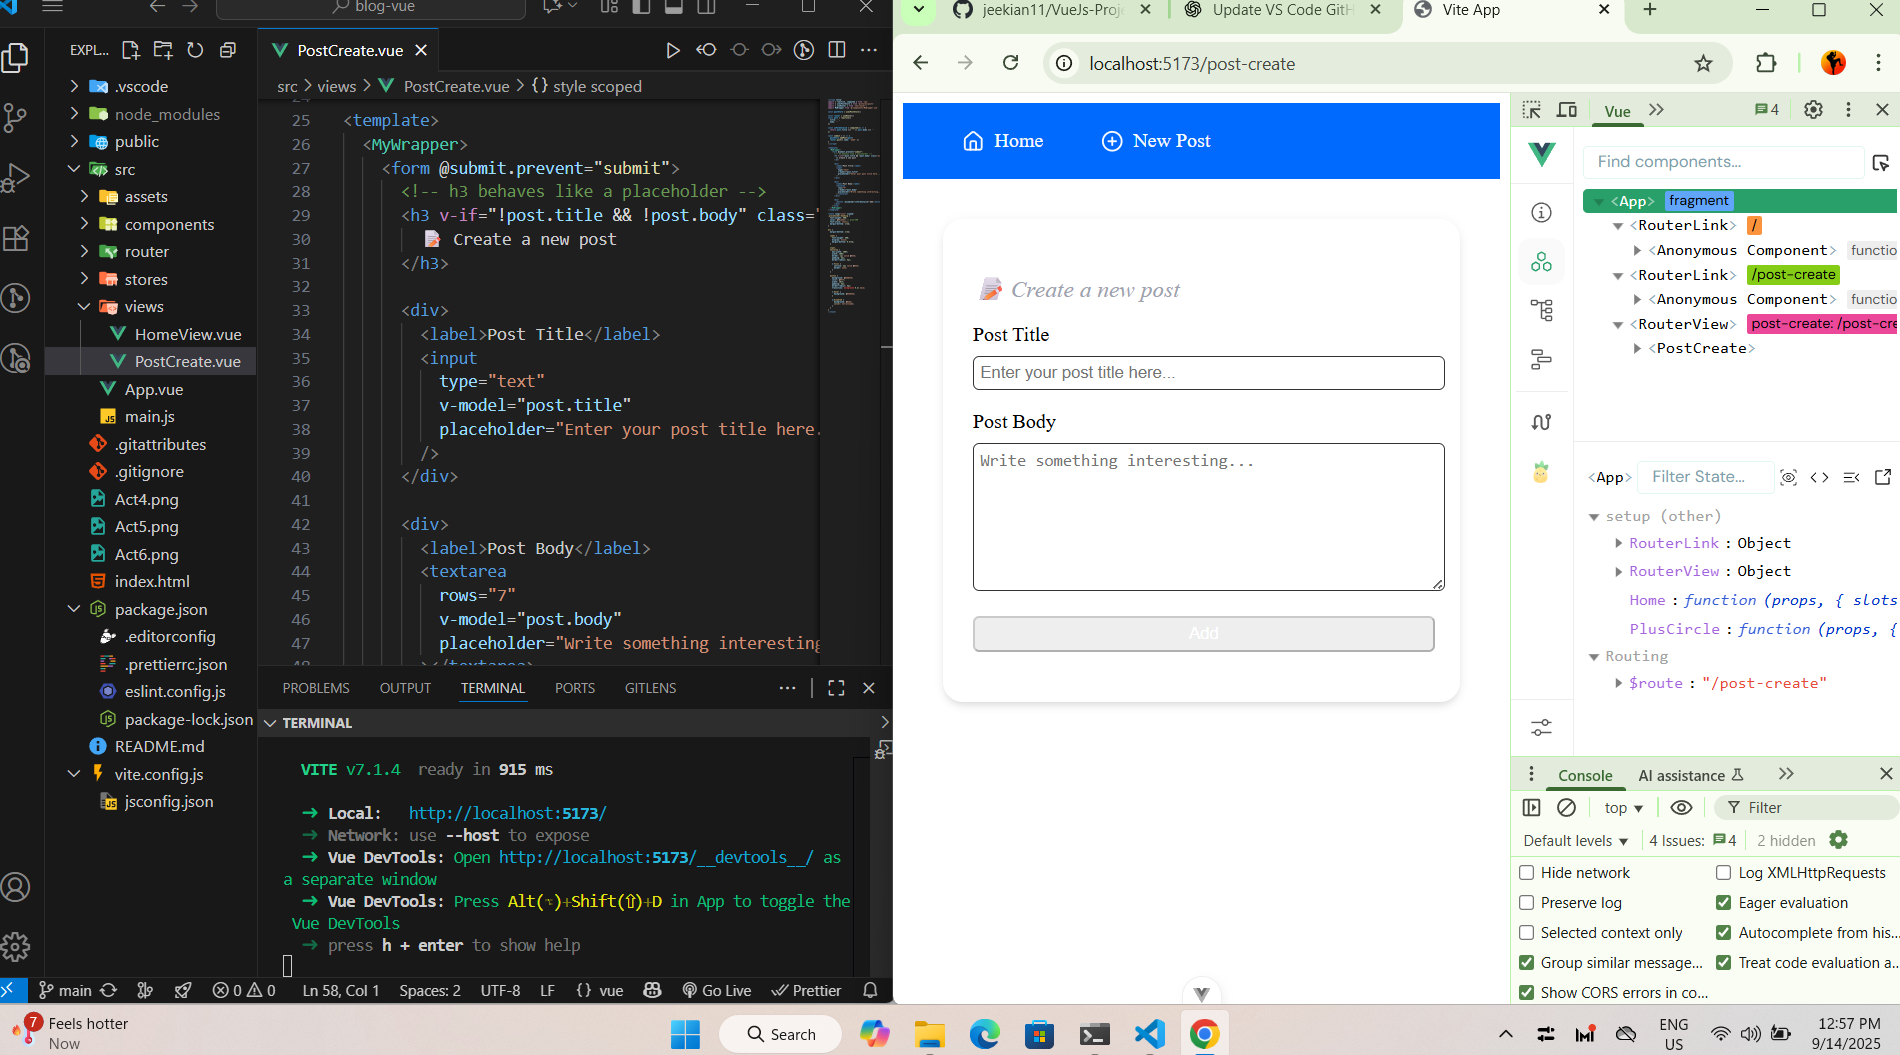 blog-vue
EXPL...
.vscode
node_modules
public
src
assets
components
router
stores
views
HomeView.vue
PostCreate.vue
App.vue
main.js
.gitattributes
.gitignore
Act4.png
Act5.png
Act6.png
index.html
package.json
.editorconfig
.prettierrc.json
eslint.config.js
package-lock.json
README.md
vite.config.js
jsconfig.json
PostCreate.vue
src > views > PostCreate.vue > {} style scoped
25 <template>
26 <MyWrapper>
27 <form @submit.prevent="submit">
28 <!-- h3 behaves like a placeholder -->
29 <h3 v-if="!post.title && !post.body" class="
30 📝 Create a new post
31 </h3>
32
33 <div>
34 <label>Post Title</label>
35 <input
36 type="text"
37 v-model="post.title"
38 placeholder="Enter your post title here.
39 />
40 </div>
41
42 <div>
43 <label>Post Body</label>
44 <textarea
45 rows="7"
46 v-model="post.body"
47 placeholder="Write something interesting
48 ></textarea>
PROBLEMS OUTPUT TERMINAL PORTS GITLENS
TERMINAL
VITE v7.1.4 ready in 915 ms
➜ Local: http://localhost:5173/
➜ Network: use --host to expose
➜ Vue DevTools: Open http://localhost:5173/__devtools__/ as
a separate window
➜ Vue DevTools: Press Alt(⌥)+Shift(⇧)+D in App to toggle the
Vue DevTools
➜ press h + enter to show help
main 0 0 Ln 58, Col 1 Spaces: 2 UTF-8 LF {} vue Go Live Prettier
jeekian11/VueJs-Proje
Update VS Code GitH
Vite App
localhost:5173/post-create
Home
New Post
📝 Create a new post
Post Title
Enter your post title here...
Post Body
Write something interesting...
Add
Vue
4
Find components...
<App> fragment
<RouterLink> /
<Anonymous Component> functio
<RouterLink> /post-create
<Anonymous Component> functio
<RouterView> post-create: /post-cre
<PostCreate>
<App> Filter State...
setup (other)
RouterLink : Object
RouterView : Object
Home : function (props, { slots
PlusCircle : function (props, {
Routing
$route : "/post-create"
Console AI assistance
top Filter
Default levels 4 Issues: 4 2 hidden
Hide network Log XMLHttpRequests
Preserve log Eager evaluation
Selected context only Autocomplete from his...
Group similar message... Treat code evaluation a...
Show CORS errors in co...
7
Feels hotter
Now
Search
ENG
US
12:57 PM
9/14/2025